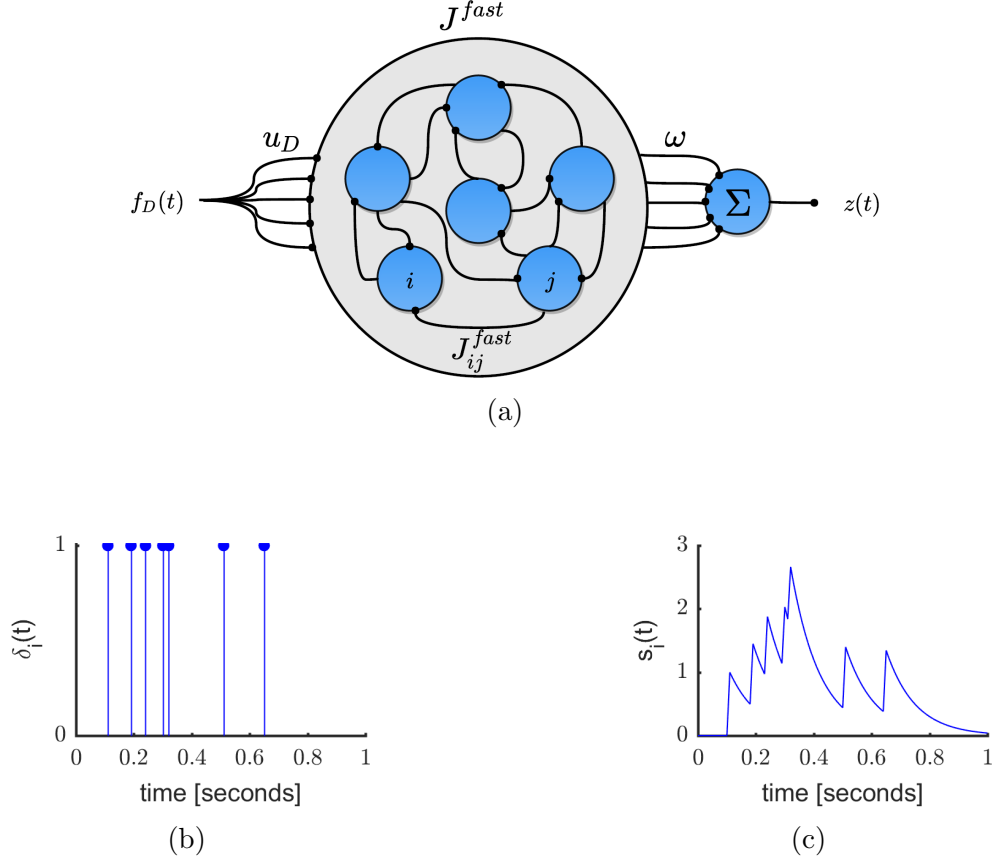 J^{fast}
u_D
ω
f_D(t)
Σ
z(t)
i
j
J_{ij}^{fast}
(a)
1
0
δ_i(t)
0 0.2 0.4 0.6 0.8 1
time [seconds]
(b)
3
2
1
0
s_i(t)
0 0.2 0.4 0.6 0.8 1
time [seconds]
(c)